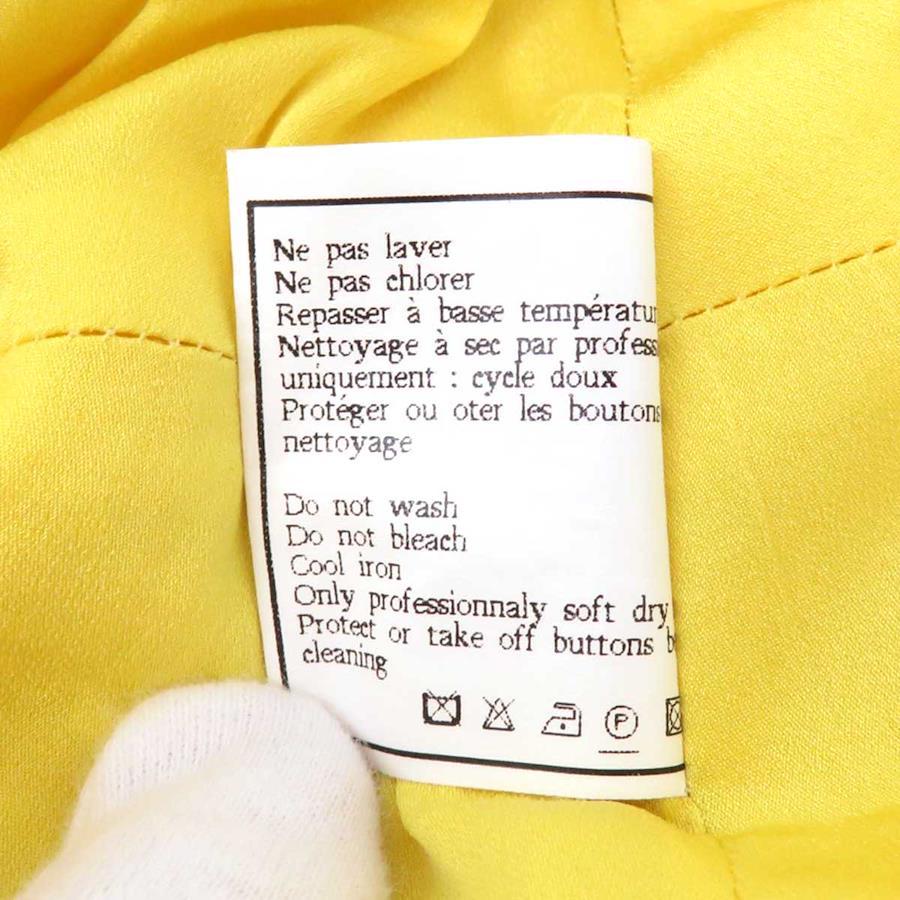 Ne pas laver
Ne pas chlorer
Repasser à basse températur
Nettoyage à sec par profess
uniquement : cycle doux
Protéger ou oter les boutons
nettoyage
Do not wash
Do not bleach
Cool iron
Only professionnaly soft dry
Protect or take off buttons b
cleaning
P